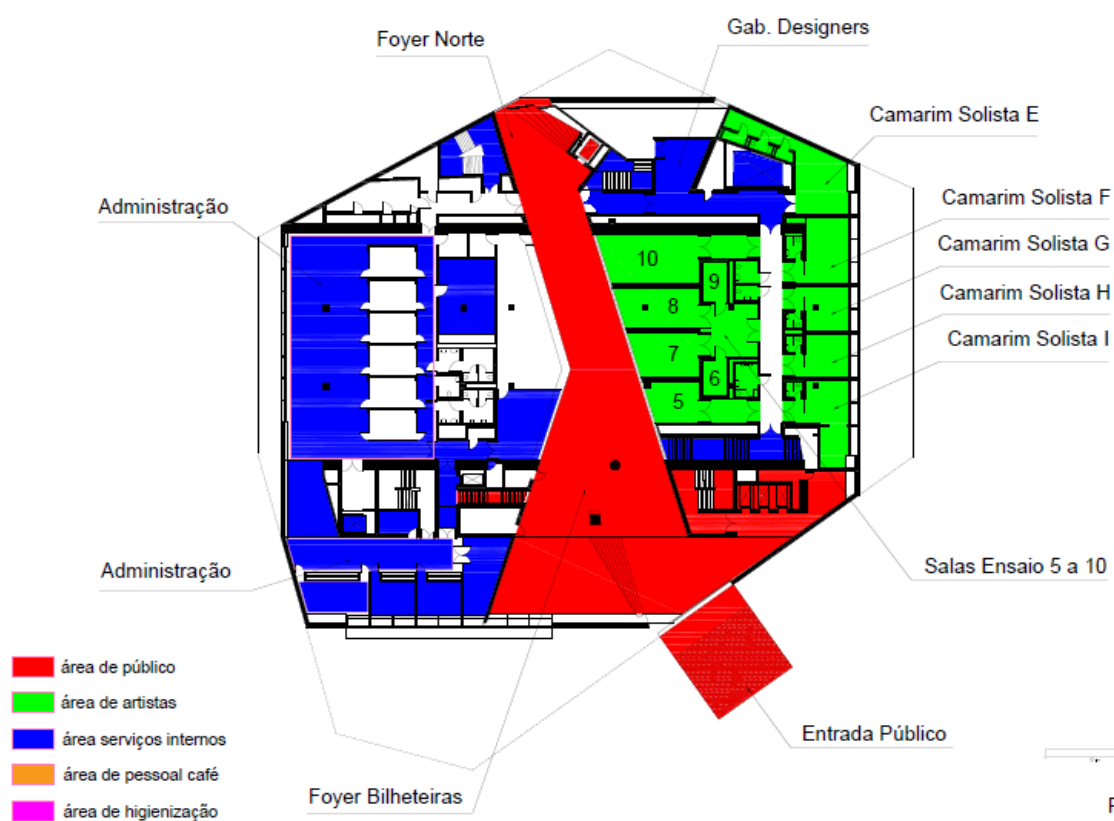 Gab. Designers
Foyer Norte
Camarim Solista E
Camarim Solista F
Administração
Camarim Solista G
10
9
Camarim Solista H
8
Camarim Solista I
7
6
5
Salas Ensaio 5 a 10
Administração
área de público
área de artistas
Entrada Público
área serviços internos
área de pessoal café
Foyer Bilheteiras
área de higienização